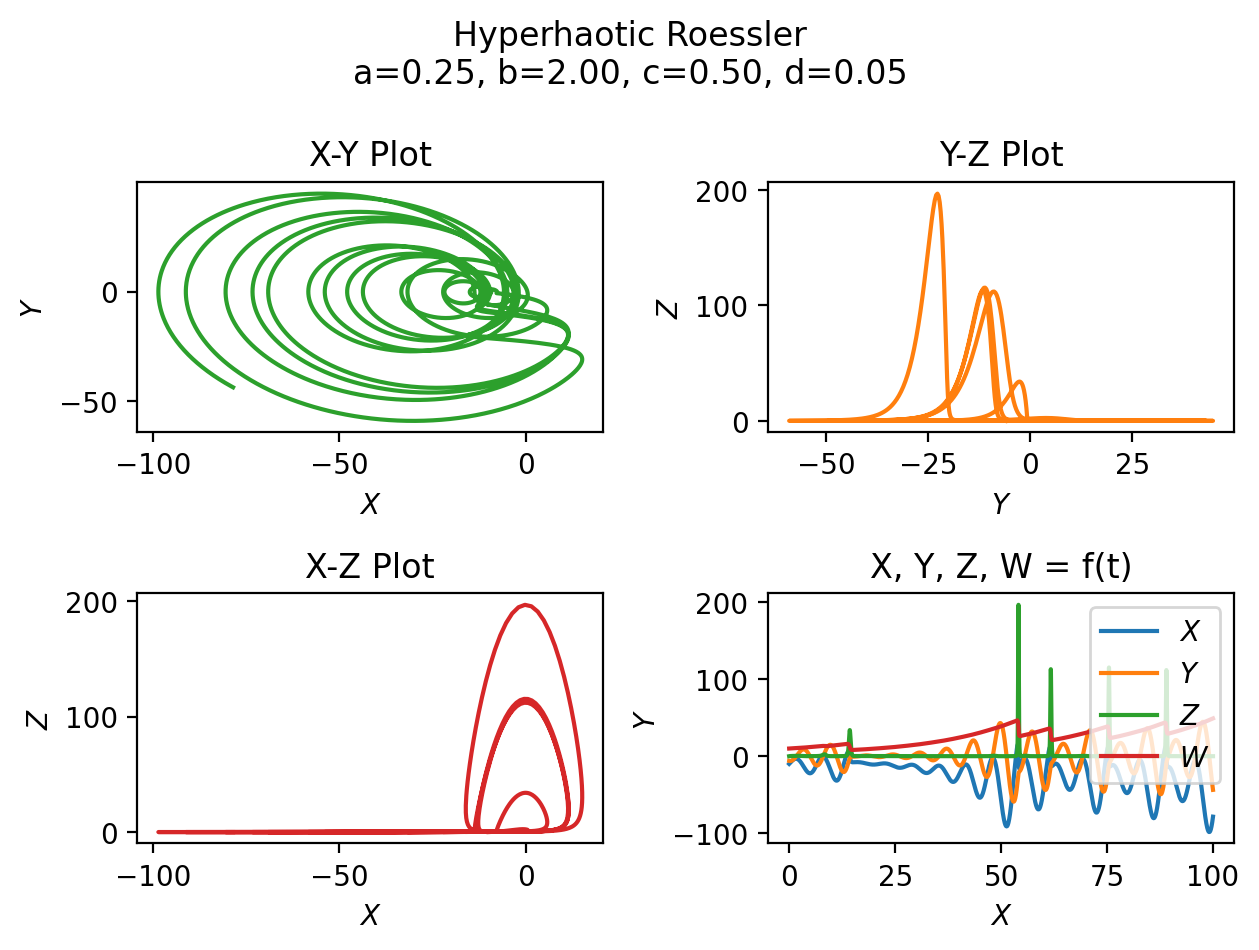 Hyperhaotic Roessler
a=0.25, b=2.00, c=0.50, d=0.05
X-Y Plot
0
−50
Y
−100
−50
0
X
Y-Z Plot
200
100
0
Z
−50
−25
0
25
Y
X-Z Plot
200
100
0
Z
−100
−50
0
X
X, Y, Z, W = f(t)
200
100
0
−100
Y
X
Y
Z
W
0
25
50
75
100
X